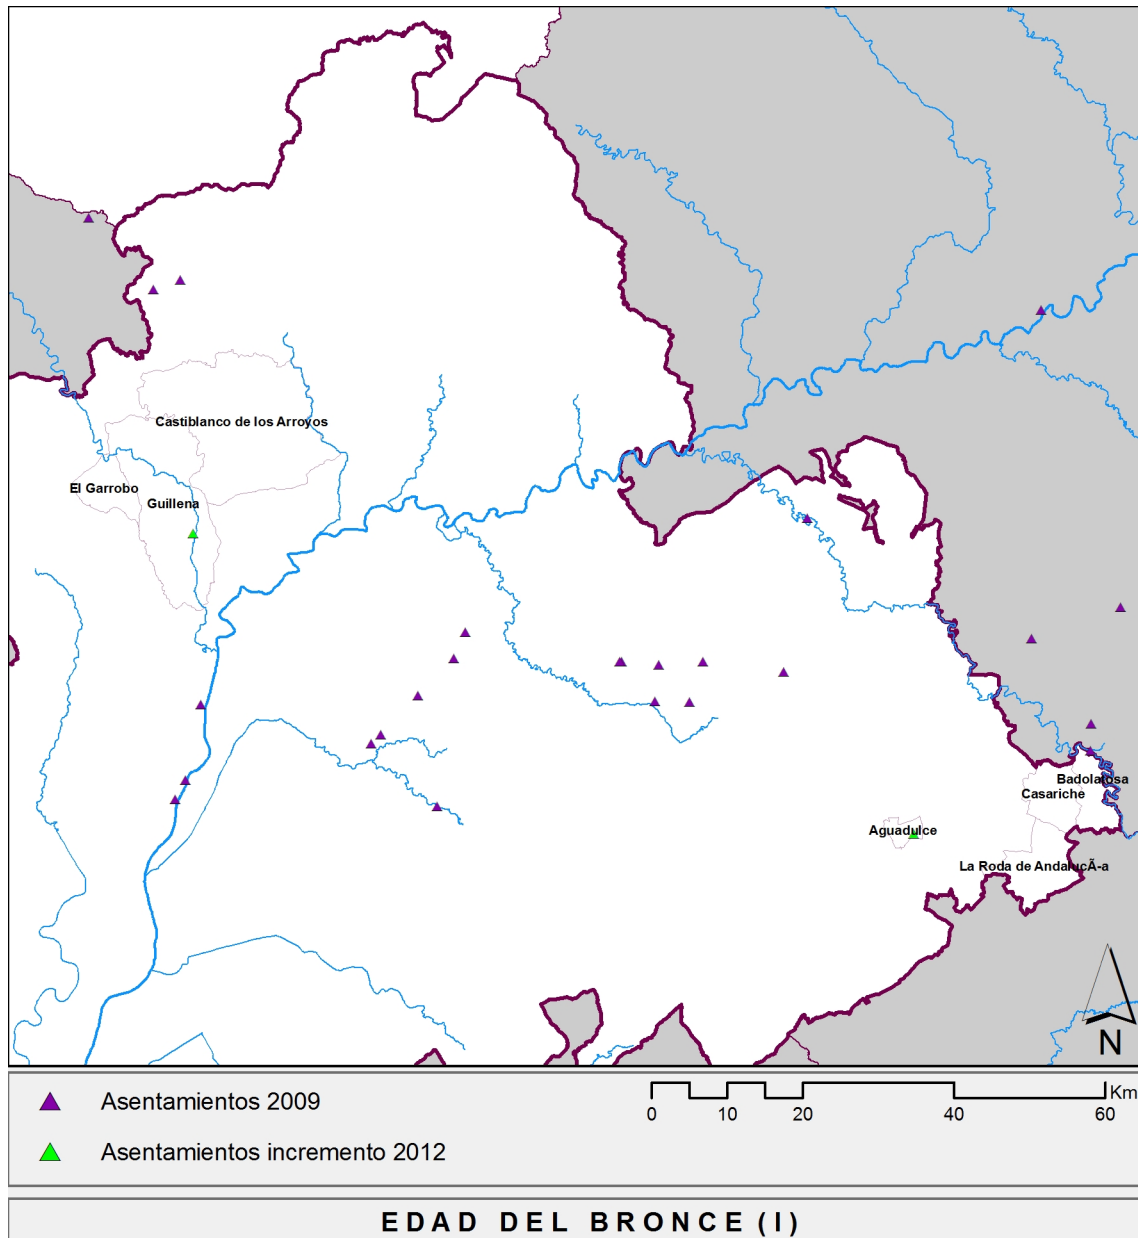 Castiblanco de los Arroyos
El Garrobo
Guillena
Badolatosa
Casariche
Aguadulce
La Roda de AndalucÃ-a
N
Asentamientos 2009
Asentamientos incremento 2012
Km
0 10 20 40 60
EDAD DEL BRONCE (I)